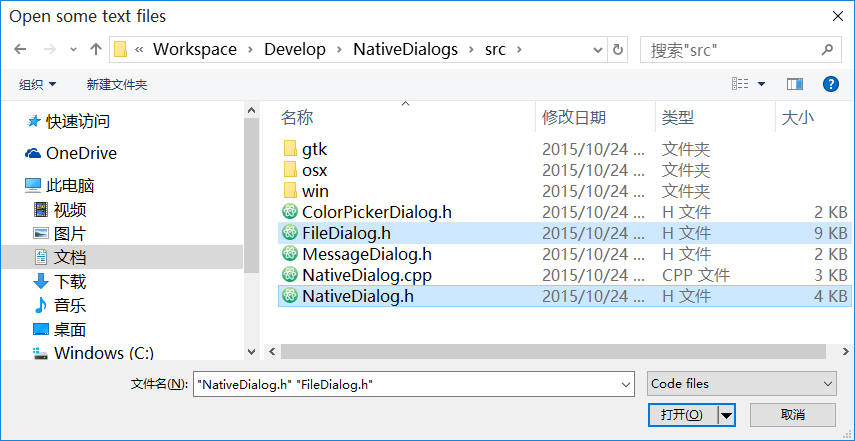 Open some text files
« Workspace › Develop › NativeDialogs › src ›
搜索"src"
组织 新建文件夹
快速访问
OneDrive
此电脑
视频
图片
文档
下载
音乐
桌面
Windows (C:)
名称 修改日期 类型 大小
gtk 2015/10/24 ... 文件夹
osx 2015/10/24 ... 文件夹
win 2015/10/24 ... 文件夹
ColorPickerDialog.h 2015/10/24 ... H 文件 2 KB
FileDialog.h 2015/10/24 ... H 文件 9 KB
MessageDialog.h 2015/10/24 ... H 文件 2 KB
NativeDialog.cpp 2015/10/24 ... CPP 文件 3 KB
NativeDialog.h 2015/10/24 ... H 文件 4 KB
文件名(N): "NativeDialog.h" "FileDialog.h" Code files
打开(O) 取消